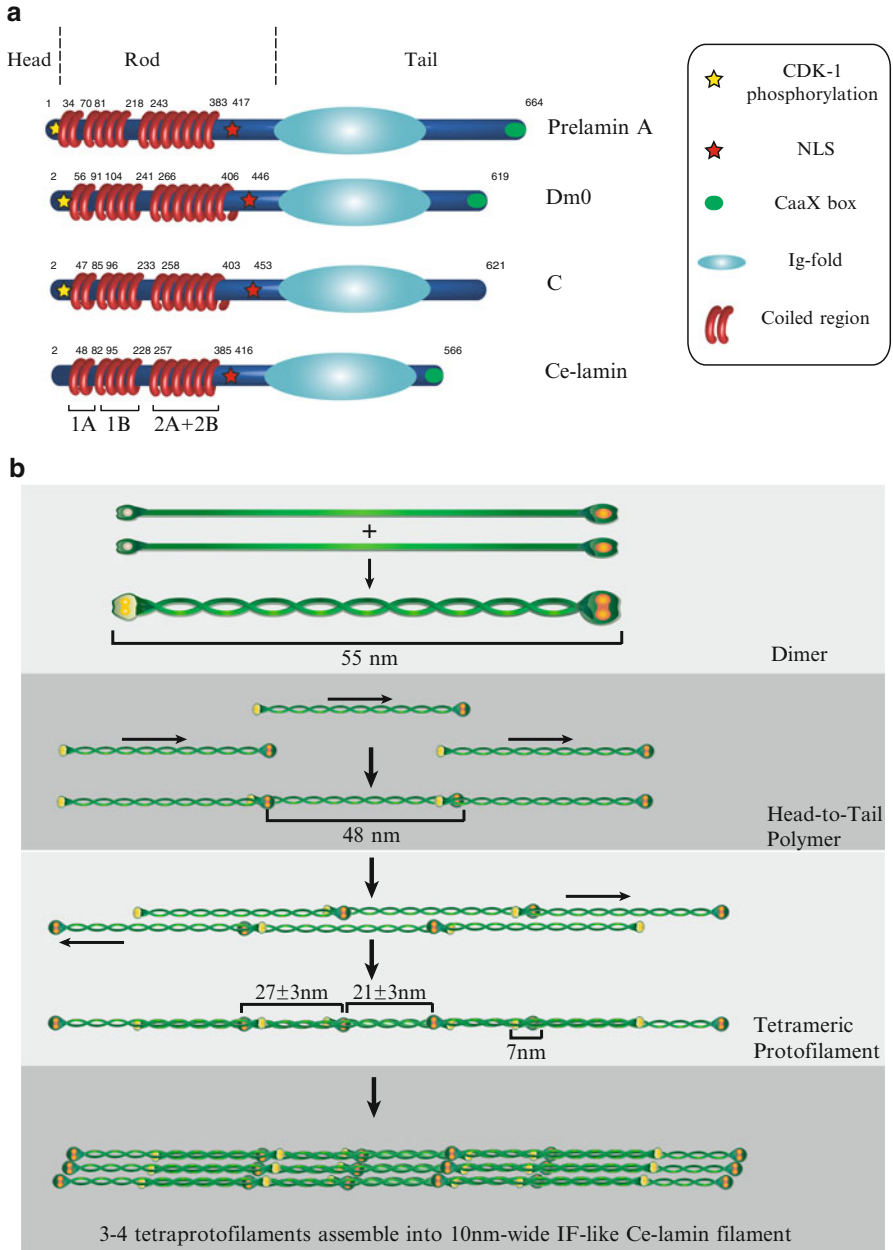 a
Head Rod Tail
1 34 70 81 218 243 383 417 664
Prelamin A
2 56 91 104 241 266 406 446 619
Dm0
2 47 85 96 233 258 403 453 621
C
2 48 82 95 228 257 385 416 566
Ce-lamin
1A 1B 2A+2B
CDK-1
phosphorylation
NLS
CaaX box
Ig-fold
Coiled region
b
+
55 nm
Dimer
48 nm
Head-to-Tail
Polymer
27±3nm 21±3nm
7nm
Tetrameric
Protofilament
3-4 tetraprotofilaments assemble into 10nm-wide IF-like Ce-lamin filament